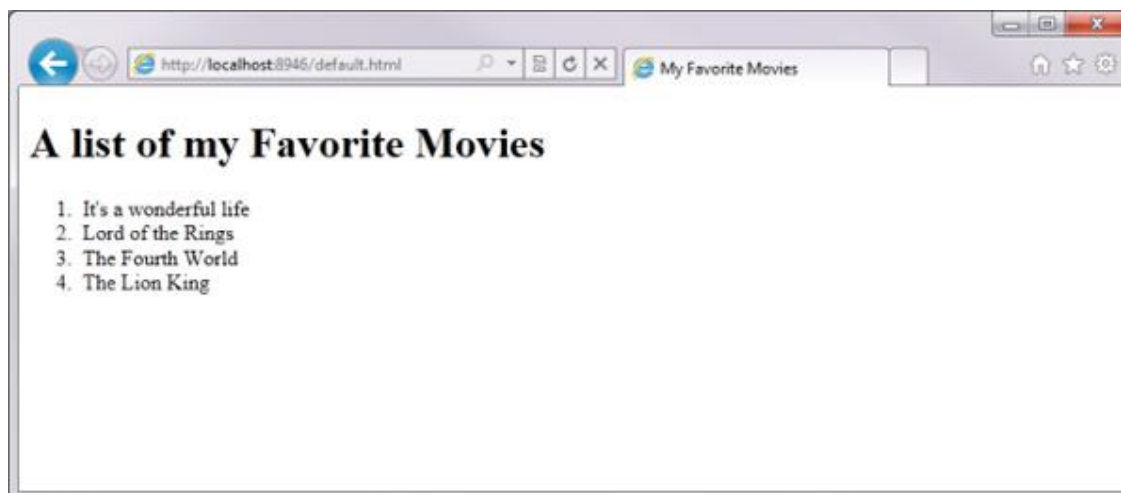 http://localhost:8946/default.html
My Favorite Movies
A list of my Favorite Movies
1. It's a wonderful life
2. Lord of the Rings
3. The Fourth World
4. The Lion King